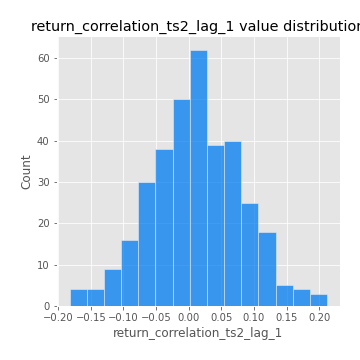 return_correlation_ts2_lag_1 value distribution
60
50
40
30
20
10
0
Count
−0.20 −0.15 −0.10 −0.05 0.00 0.05 0.10 0.15 0.20
return_correlation_ts2_lag_1